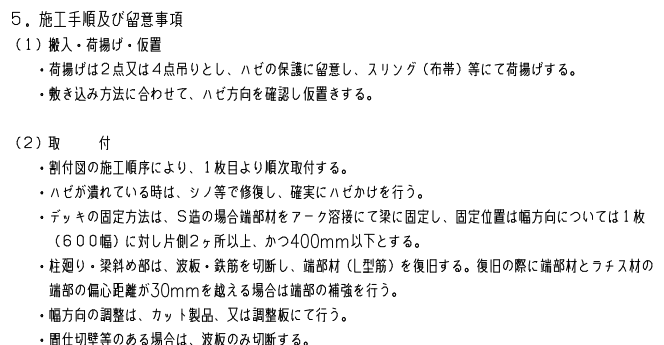 ５．施工手順及び留意事項
（１）搬入・荷揚げ・仮置
・荷揚げは２点又は４点吊りとし、ハゼの保護に留意し、スリング（布帯）等にて荷揚げする。
・敷き込み方法に合わせて、ハゼ方向を確認し仮置きする。
（２）取　　付
・割付図の施工順序により、１枚目より順次取付する。
・ハゼが潰れている時は、シノ等で修復し、確実にハゼかけを行う。
・デッキの固定方法は、Ｓ造の場合端部材をアーク溶接にて梁に固定し、固定位置は幅方向については１枚
（６００幅）に対し片側２ヶ所以上、かつ400mm以下とする。
・柱廻り・梁斜め部は、波板・鉄筋を切断し、端部材（L型筋）を復旧する。復旧の際に端部材とラチス材の
端部の偏心距離が30mmを越える場合は端部の補強を行う。
・幅方向の調整は、カット製品、又は調整板にて行う。
・間仕切壁等のある場合は、波板のみ切断する。